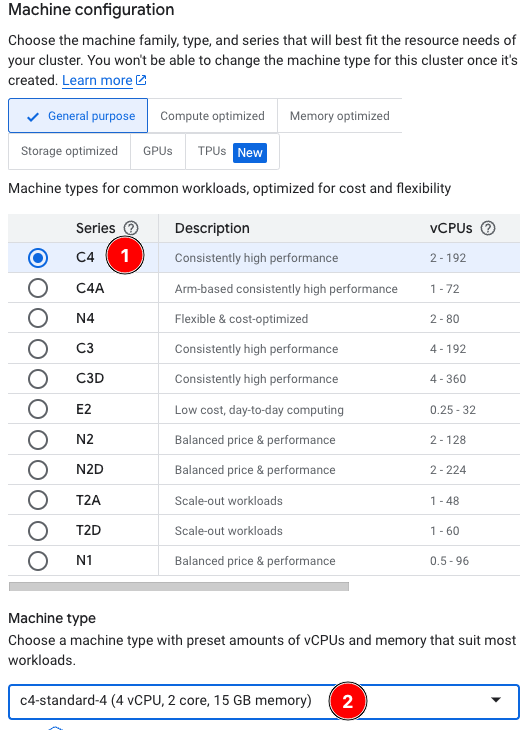 Machine configuration
Choose the machine family, type, and series that will best fit the resource needs of
your cluster. You won't be able to change the machine type for this cluster once it's
created. Learn more
General purpose
Compute optimized
Memory optimized
Storage optimized
GPUs
TPUs New
Machine types for common workloads, optimized for cost and flexibility
Series ? Description vCPUs ?
C4 1 Consistently high performance 2 - 192
C4A Arm-based consistently high performance 1 - 72
N4 Flexible & cost-optimized 2 - 80
C3 Consistently high performance 4 - 192
C3D Consistently high performance 4 - 360
E2 Low cost, day-to-day computing 0.25 - 32
N2 Balanced price & performance 2 - 128
N2D Balanced price & performance 2 - 224
T2A Scale-out workloads 1 - 48
T2D Scale-out workloads 1 - 60
N1 Balanced price & performance 0.5 - 96
Machine type
Choose a machine type with preset amounts of vCPUs and memory that suit most
workloads.
c4-standard-4 (4 vCPU, 2 core, 15 GB memory) 2